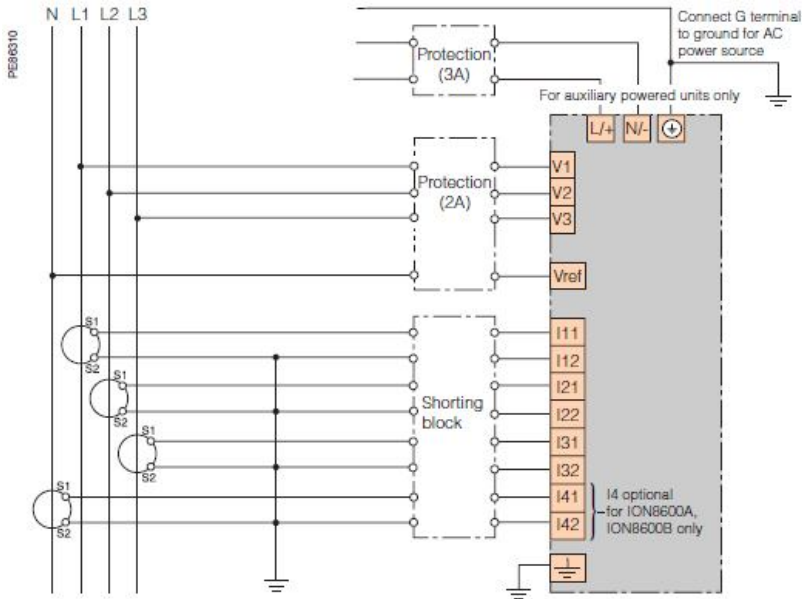 PE86310
N L1 L2 L3
Connect G terminal
to ground for AC
power source
Protection
(3A)
For auxiliary powered units only
L/+ N/-
Protection
(2A)
V1
V2
V3
Vref
S1
S2
S1
S2
S1
S2
S1
S2
Shorting
block
I11
I12
I21
I22
I31
I32
I41
I42
I4 optional
for ION8600A,
ION8600B only